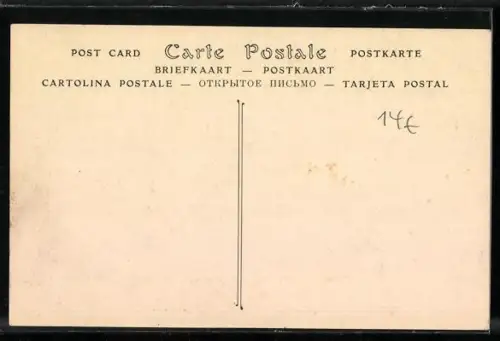 POST CARD Carte Postale POSTKARTE
BRIEFKAART — POSTKAART
CARTOLINA POSTALE — ОТКРЫТОЕ ПИСЬМО — TARJETA POSTAL
14€